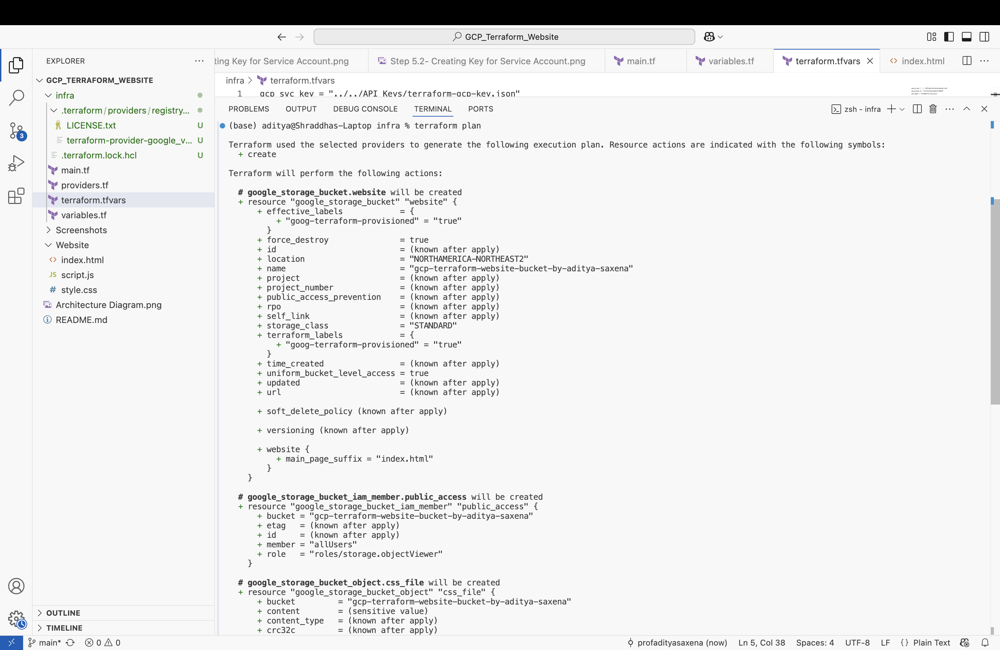 GCP_Terraform_Website
EXPLORER
GCP_TERRAFORM_WEBSITE
infra
.terraform/providers/registry...
LICENSE.txt U
terraform-provider-google_v... U
.terraform.lock.hcl U
main.tf
providers.tf
terraform.tfvars
variables.tf
Screenshots
Website
index.html
JS script.js
# style.css
Architecture Diagram.png
README.md
OUTLINE
TIMELINE
3
ting Key for Service Account.png
Step 5.2- Creating Key for Service Account.png
main.tf
variables.tf
terraform.tfvars
index.html
infra > terraform.tfvars
1 gcp_svc_key = "../../API Keys/terraform-gcp-key.json"
PROBLEMS OUTPUT DEBUG CONSOLE TERMINAL PORTS
zsh - infra
(base) aditya@Shraddhas-Laptop infra % terraform plan
Terraform used the selected providers to generate the following execution plan. Resource actions are indicated with the following symbols:
+ create
Terraform will perform the following actions:
# google_storage_bucket.website will be created
+ resource "google_storage_bucket" "website" {
+ effective_labels = {
+ "goog-terraform-provisioned" = "true"
}
+ force_destroy = true
+ id = (known after apply)
+ location = "NORTHAMERICA-NORTHEAST2"
+ name = "gcp-terraform-website-bucket-by-aditya-saxena"
+ project = (known after apply)
+ project_number = (known after apply)
+ public_access_prevention = (known after apply)
+ rpo = (known after apply)
+ self_link = (known after apply)
+ storage_class = "STANDARD"
+ terraform_labels = {
+ "goog-terraform-provisioned" = "true"
}
+ time_created = (known after apply)
+ uniform_bucket_level_access = true
+ updated = (known after apply)
+ url = (known after apply)
+ soft_delete_policy (known after apply)
+ versioning (known after apply)
+ website {
+ main_page_suffix = "index.html"
}
}
# google_storage_bucket_iam_member.public_access will be created
+ resource "google_storage_bucket_iam_member" "public_access" {
+ bucket = "gcp-terraform-website-bucket-by-aditya-saxena"
+ etag = (known after apply)
+ id = (known after apply)
+ member = "allUsers"
+ role = "roles/storage.objectViewer"
}
# google_storage_bucket_object.css_file will be created
+ resource "google_storage_bucket_object" "css_file" {
+ bucket = "gcp-terraform-website-bucket-by-aditya-saxena"
+ content = (sensitive value)
+ content_type = (known after apply)
+ crc32c = (known after apply)
main* 0 0 profadityasaxena (now) Ln 5, Col 38 Spaces: 4 UTF-8 LF {} Plain Text